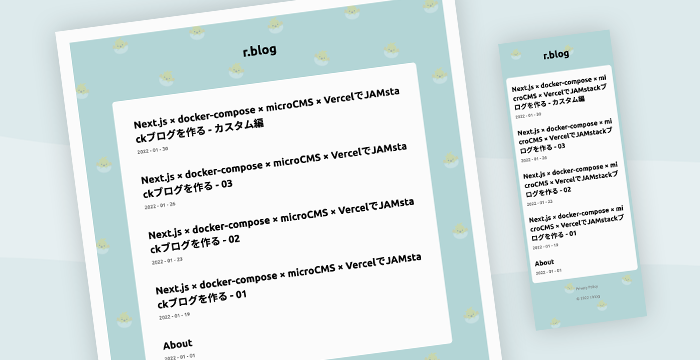 r.blog
Next.js × docker-compose × microCMS × VercelでJAMsta
ckブログを作る - カスタム編
2022 - 01 - 30
Next.js × docker-compose × microCMS × VercelでJAMsta
ckブログを作る - 03
2022 - 01 - 26
Next.js × docker-compose × microCMS × VercelでJAMsta
ckブログを作る - 02
2022 - 01 - 23
Next.js × docker-compose × microCMS × VercelでJAMsta
ckブログを作る - 01
2022 - 01 - 19
About
2022 - 01 - 01
r.blog
Next.js × docker-compose × mi
croCMS × VercelでJAMstackブ
ログを作る - カスタム編
2022 - 01 - 30
Next.js × docker-compose × mi
croCMS × VercelでJAMstackブ
ログを作る - 03
2022 - 01 - 26
Next.js × docker-compose × mi
croCMS × VercelでJAMstackブ
ログを作る - 02
2022 - 01 - 23
Next.js × docker-compose × mi
croCMS × VercelでJAMstackブ
ログを作る - 01
2022 - 01 - 19
About
2022 - 01 - 01
Privacy Policy